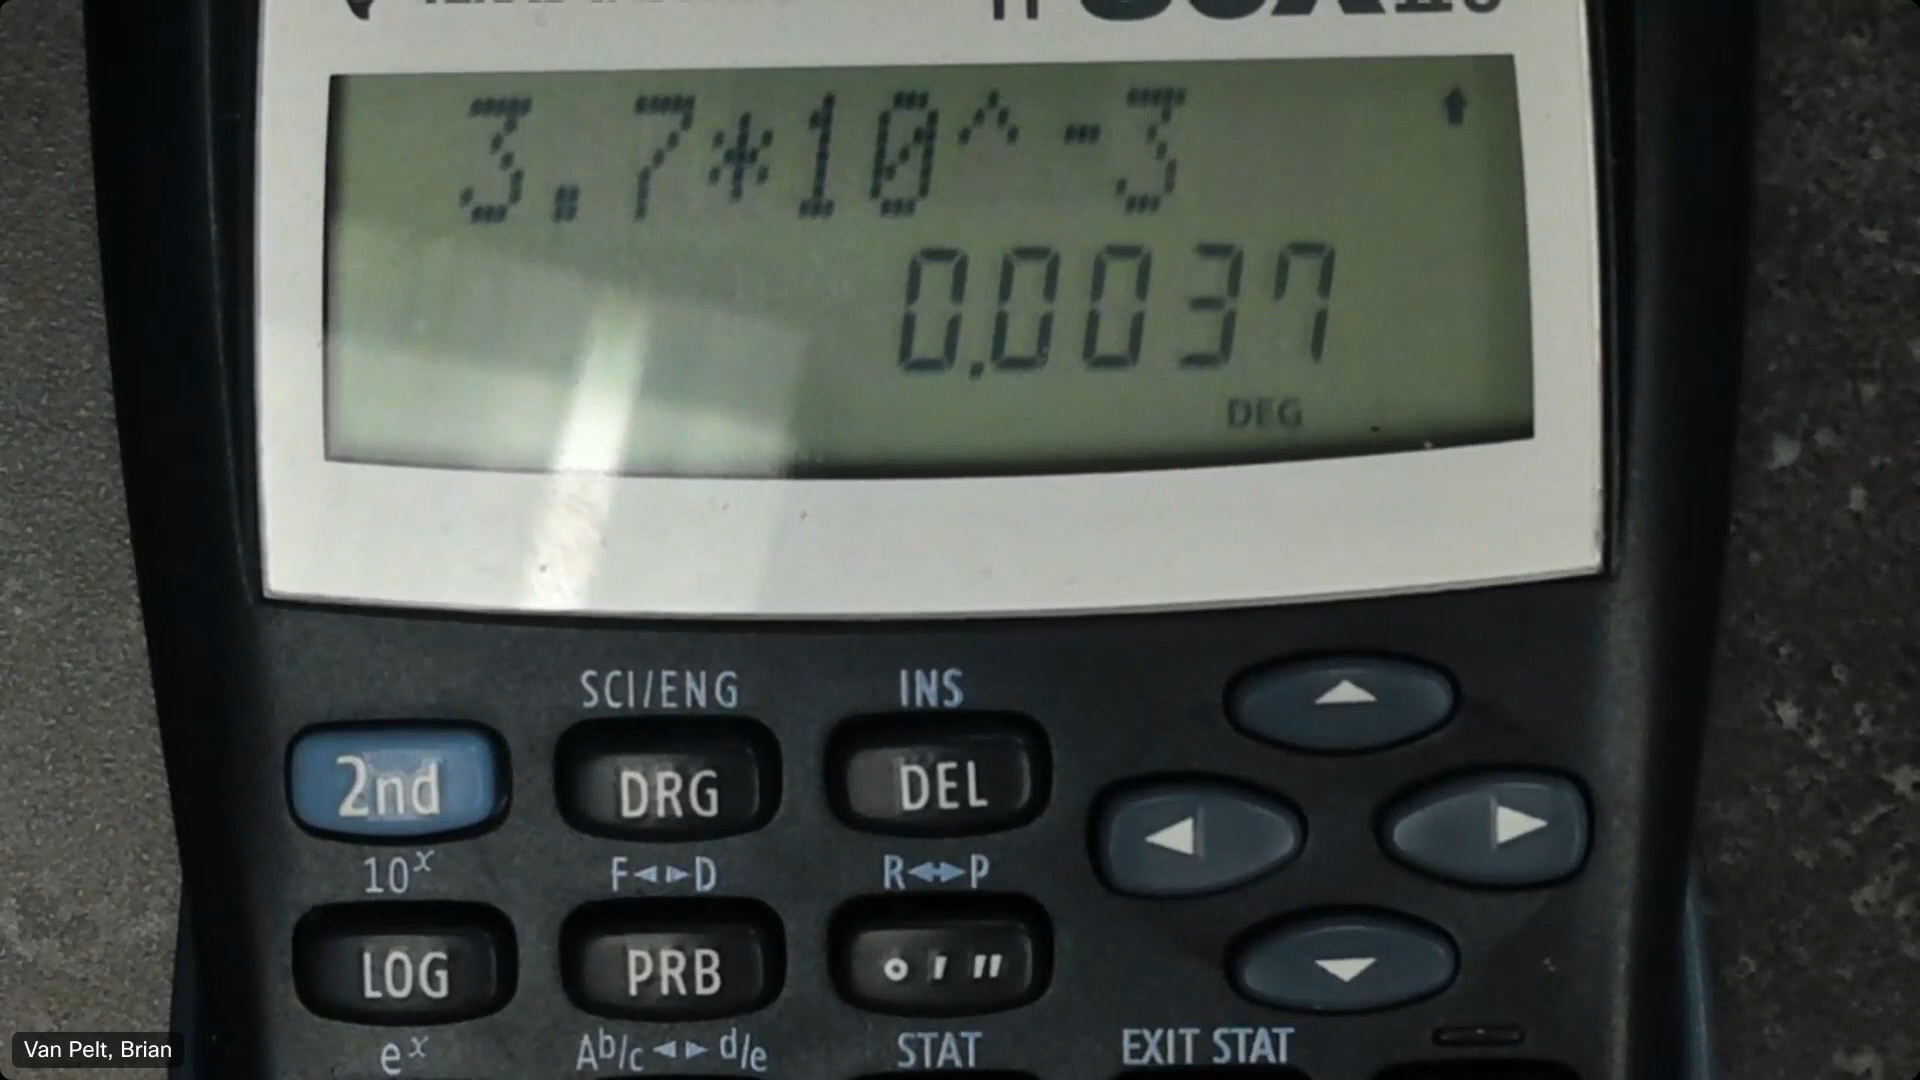 3.7*10^-3
0.0037
DEG
SCI/ENG INS
2nd DRG DEL
10ˣ F◄►D R◄►P
LOG PRB ° ' "
eˣ Ab/c◄►d/e STAT EXIT STAT
Van Pelt, Brian